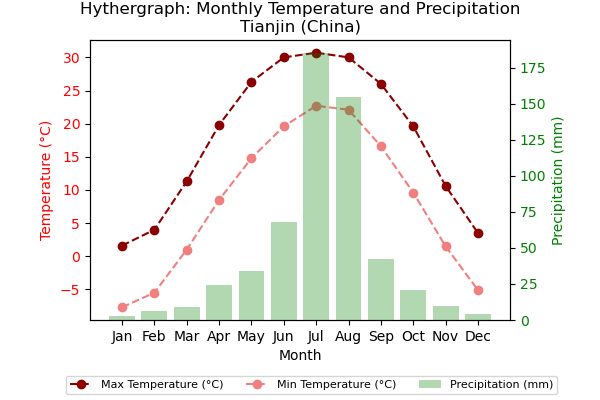 Hythergraph: Monthly Temperature and Precipitation
Tianjin (China)
Temperature (°C)
30
25
20
15
10
5
0
−5
Precipitation (mm)
175
150
125
100
75
50
25
0
Jan Feb Mar Apr May Jun Jul Aug Sep Oct Nov Dec
Month
Max Temperature (°C) Min Temperature (°C) Precipitation (mm)